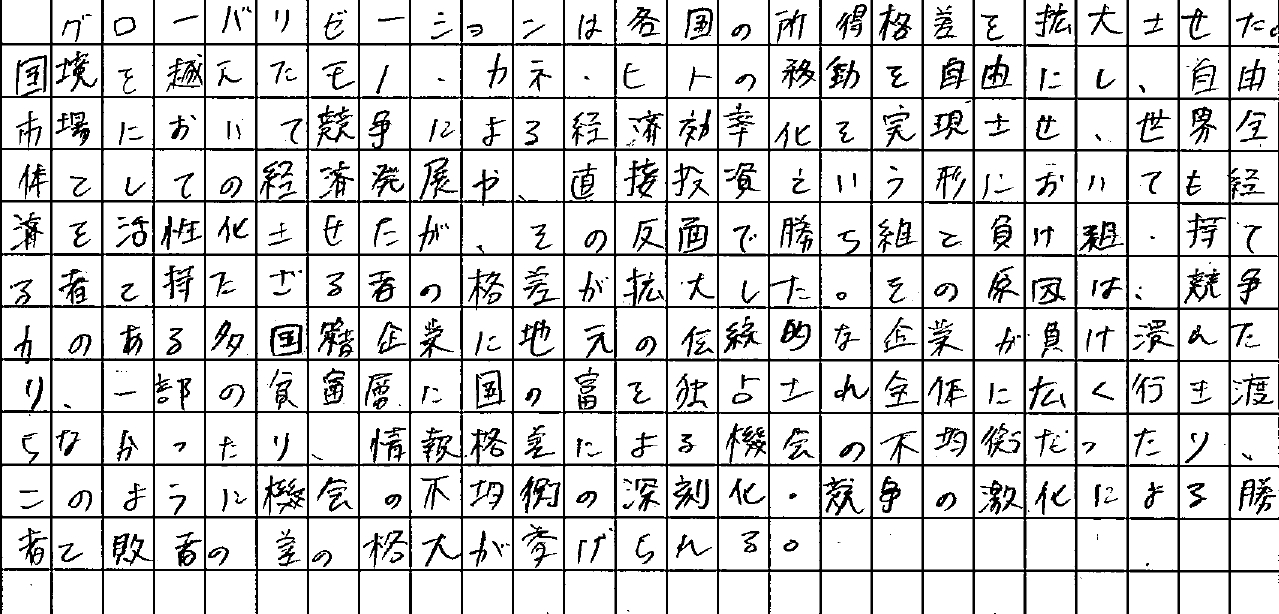 グローバリゼーションは各国の所得格差を拡大させた。
国境を越えたモノ・カネ・ヒトの移動を自由にし、自由
市場において競争による経済効率化を実現させ、世界全
体としての経済発展や、直接投資という形においても経
済を活性化させたが、その反面で勝ち組と負け組・持て
る者と持たざる者の格差が拡大した。その原因は、競争
力のある多国籍企業に地元の伝統的な企業が負け潰れた
り、一部の負富層に国の富を独占され全体に広く行き渡
らなかったり、情報格差による機会の不均衡だったり、
このように機会の不均衡の深刻化・競争の激化による勝
者と敗者の差の格大が挙げられる。